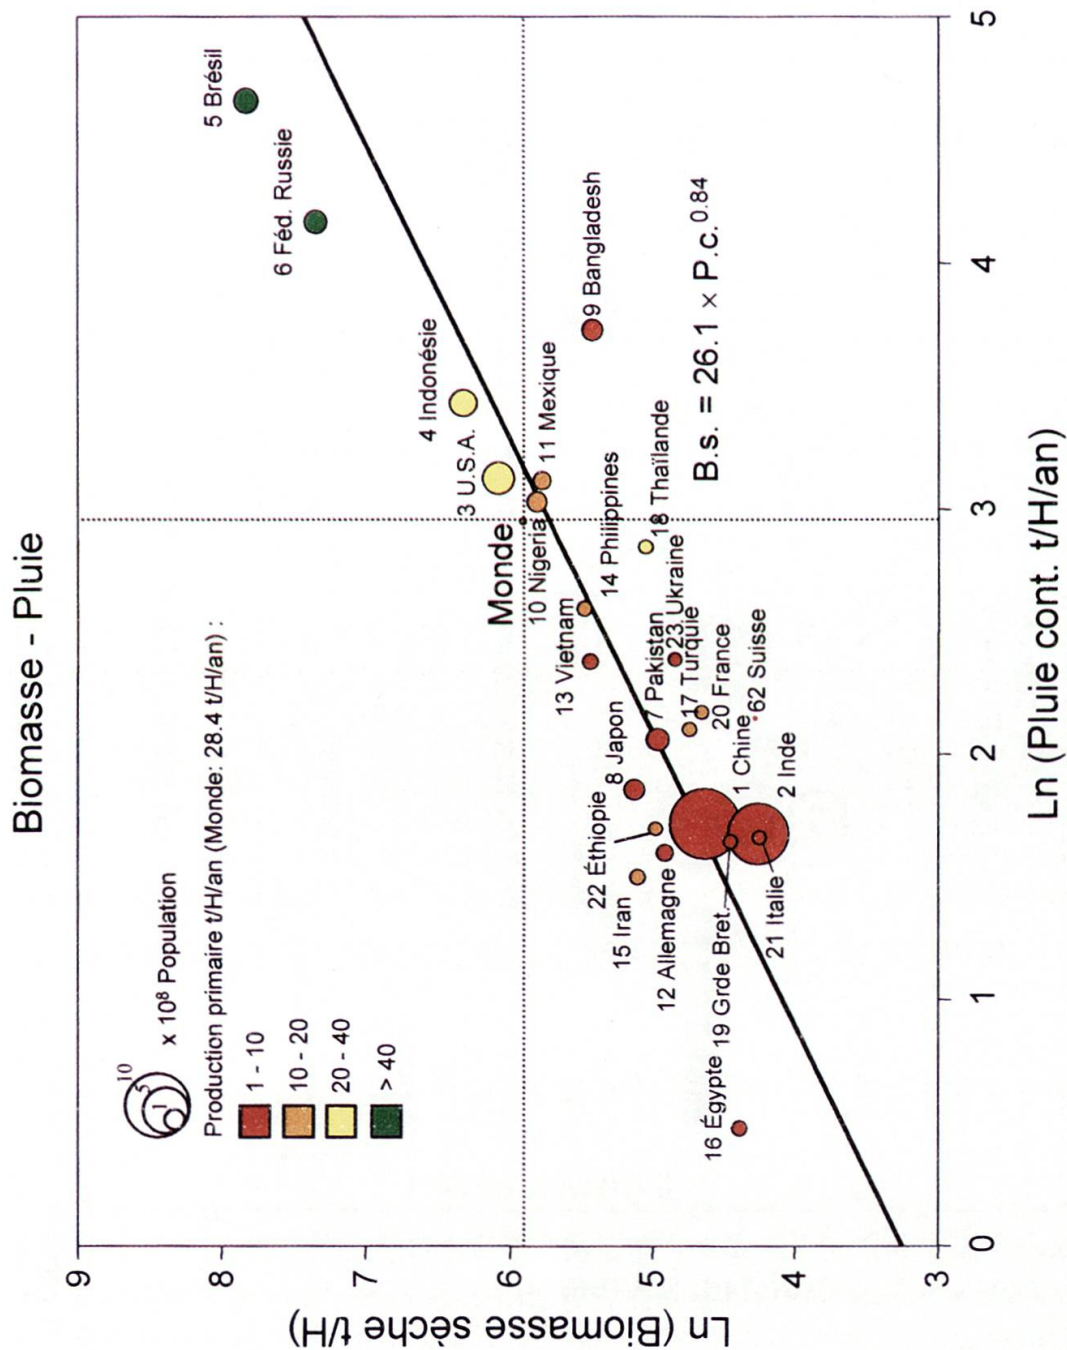 Biomasse - Pluie
10
5
1
x 10⁸ Population
Production primaire t/H/an (Monde: 28.4 t/H/an) :
1 - 10
10 - 20
20 - 40
> 40
5 Brésil
6 Féd. Russie
4 Indonésie
3 U.S.A.
Monde
11 Mexique
9 Bangladesh
10 Nigeria
14 Philippines
13 Vietnam
18 Thaïlande
23 Ukraine
7 Pakistan
17 Turquie
8 Japon
20 France
62 Suisse
22 Éthiopie
1 Chine
2 Inde
15 Iran
12 Allemagne
19 Grde Bret.
21 Italie
16 Égypte
B.s. = 26.1 × P.c.^0.84
Ln (Biomasse sèche t/H)
9
8
7
6
5
4
3
0
1
2
3
4
5
Ln (Pluie cont. t/H/an)